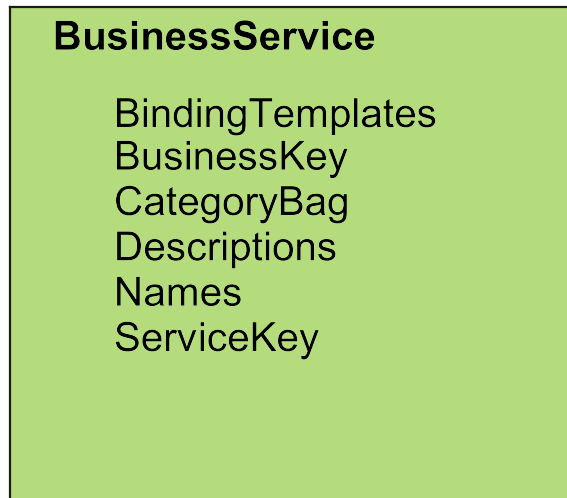 BusinessService
BindingTemplates
BusinessKey
CategoryBag
Descriptions
Names
ServiceKey